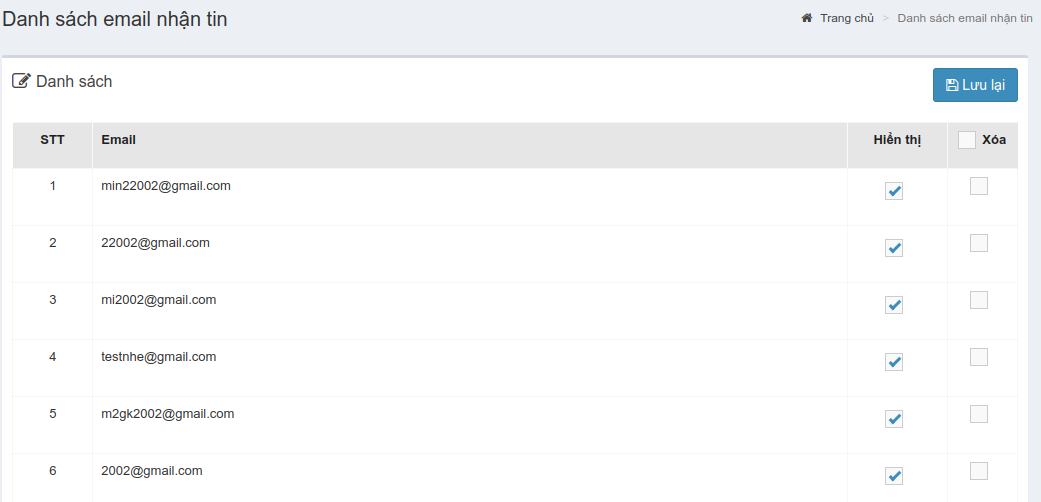 Danh sách email nhận tin
Trang chủ > Danh sách email nhận tin
Danh sách
Lưu lại
STT Email Hiển thị Xóa
1 min22002@gmail.com
2 22002@gmail.com
3 mi2002@gmail.com
4 testnhe@gmail.com
5 m2gk2002@gmail.com
6 2002@gmail.com